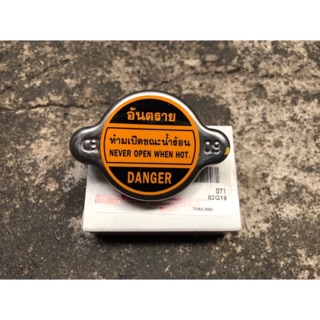 อันตราย
CB
0.9
ห้ามเปิดขณะน้ำร้อน
NEVER OPEN WHEN HOT.
DANGER
071
02G19
THAILAND